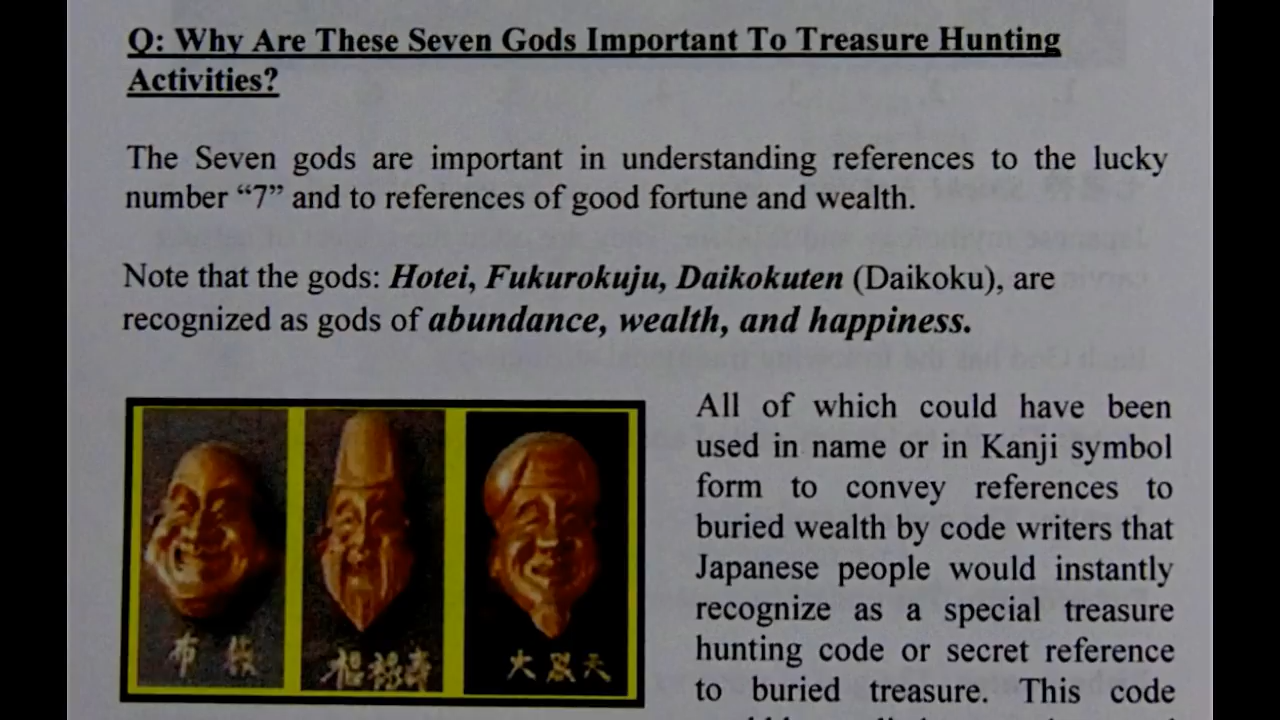 Q: Why Are These Seven Gods Important To Treasure Hunting
Activities?
The Seven gods are important in understanding references to the lucky
number “7” and to references of good fortune and wealth.
Note that the gods: Hotei, Fukurokuju, Daikokuten (Daikoku), are
recognized as gods of abundance, wealth, and happiness.
布袋
福禄寿
大黒天
All of which could have been
used in name or in Kanji symbol
form to convey references to
buried wealth by code writers that
Japanese people would instantly
recognize as a special treasure
hunting code or secret reference
to buried treasure. This code